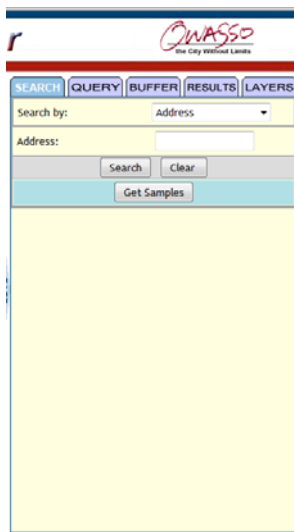 r OWASSO
the City Without Limits
SEARCH QUERY BUFFER RESULTS LAYERS
Search by: Address
Address:
Search Clear
Get Samples